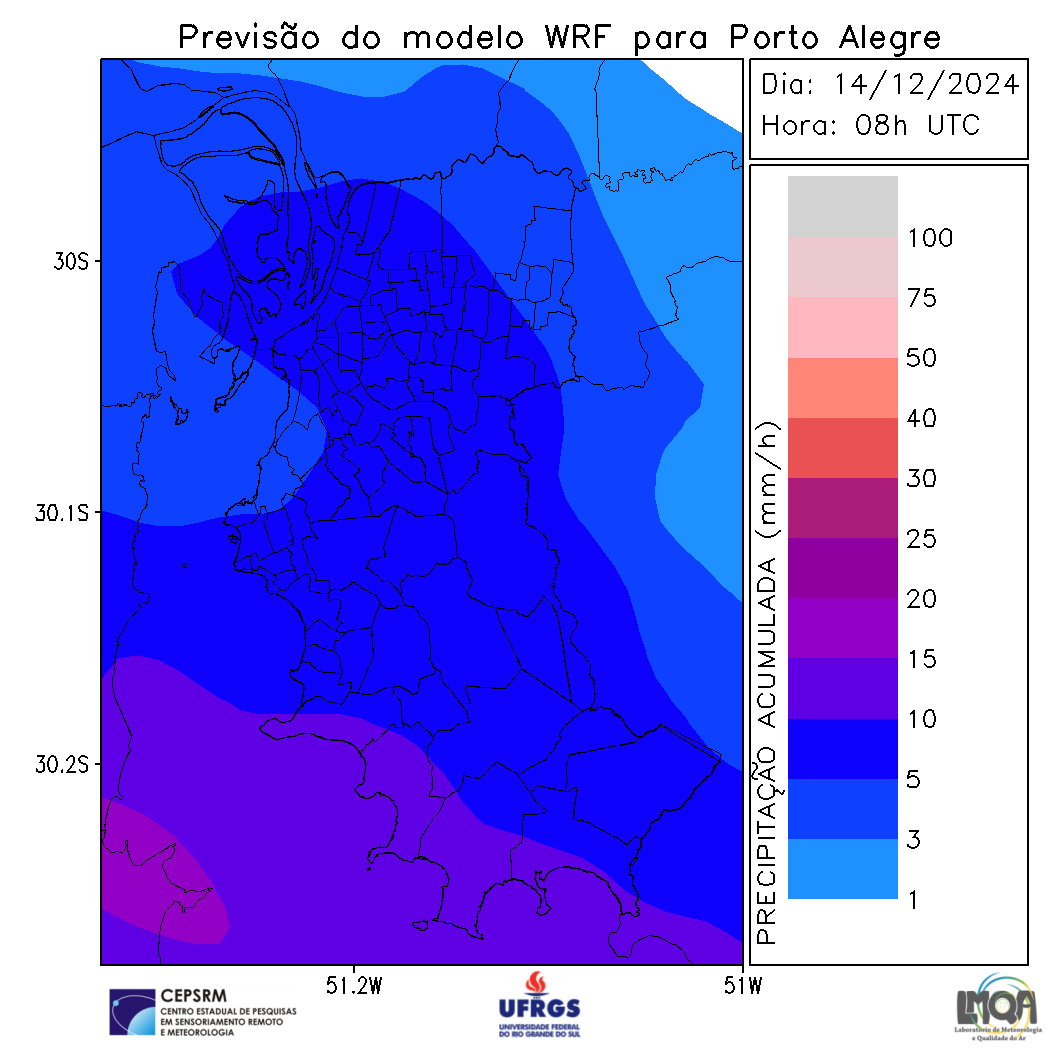 Previsão do modelo WRF para Porto Alegre
Dia: 14/12/2024
Hora: 08h UTC
100
75
50
40
30
25
20
15
10
5
3
1
PRECIPITAÇÃO ACUMULADA (mm/h)
30S
30.1S
30.2S
51.2W
51W
CEPSRM
CENTRO ESTADUAL DE PESQUISAS
EM SENSORIAMENTO REMOTO
E METEOROLOGIA
UFRGS
UNIVERSIDADE FEDERAL
DO RIO GRANDE DO SUL
LMQA
Laboratório de Meteorologia
e Qualidade do Ar